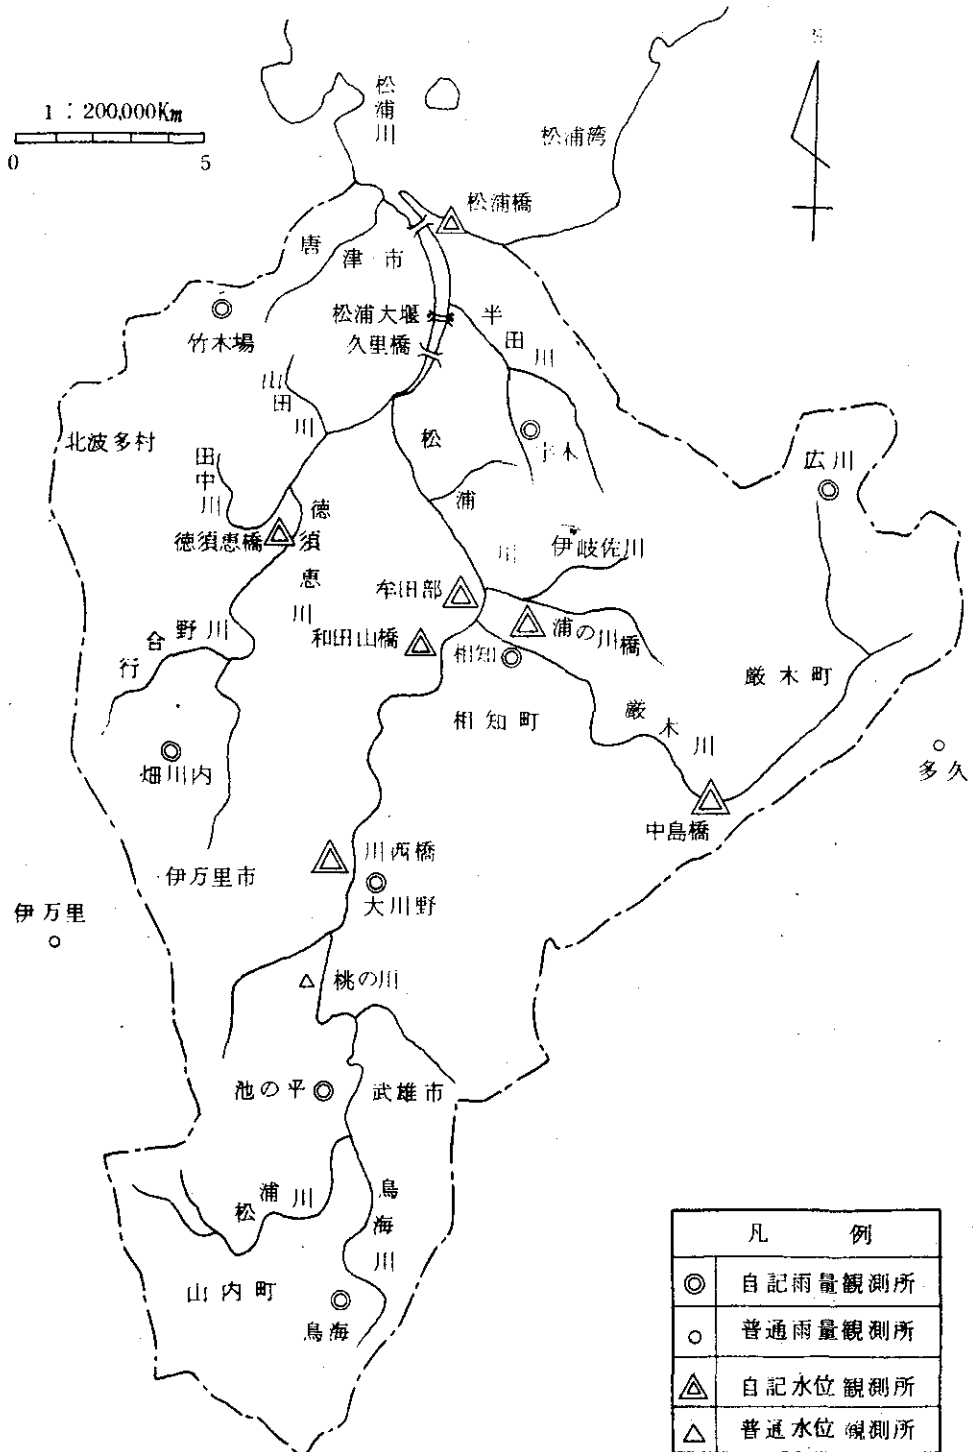 松浦川
1：200,000Km
0 5
松浦湾
松浦橋
唐津市
松浦大堰
久里橋
半田川
竹木場
山田川
北波多村
松浦川
広川
田中川
徳須恵橋
徳須恵川
伊岐佐川
牟田部
浦の川橋
和田山橋
相知
行合野川
厳木町
相知町
厳木川
多久
畑川内
中島橋
川西橋
伊万里市
大川野
伊万里
桃の川
池の平
武雄市
松浦川
鳥海川
山内町
鳥海
凡例
自記雨量観測所
普通雨量観測所
自記水位観測所
普通水位観測所